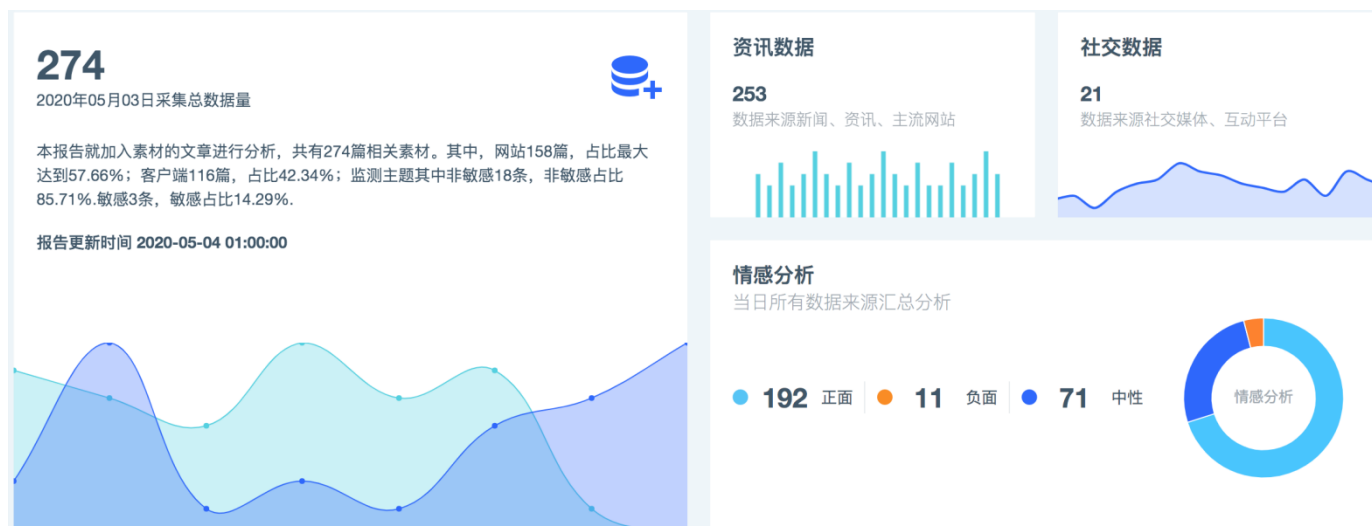 274
2020年05月03日采集总数据量
本报告就加入素材的文章进行分析，共有274篇相关素材。其中，网站158篇，占比最大
达到57.66%；客户端116篇，占比42.34%；监测主题其中非敏感18条，非敏感占比
85.71%.敏感3条，敏感占比14.29%.
报告更新时间 2020-05-04 01:00:00
资讯数据
253
数据来源新闻、资讯、主流网站
社交数据
21
数据来源社交媒体、互动平台
情感分析
当日所有数据来源汇总分析
192 正面 11 负面 71 中性
情感分析